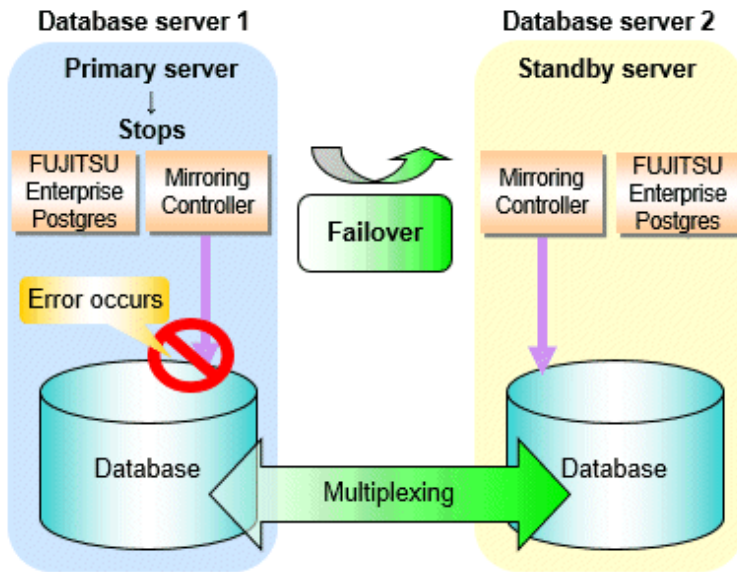 Database server 1
Database server 2
Primary server
↓
Stops
Standby server
FUJITSU
Enterprise
Postgres
Mirroring
Controller
Failover
Mirroring
Controller
FUJITSU
Enterprise
Postgres
Error occurs
Database
Multiplexing
Database